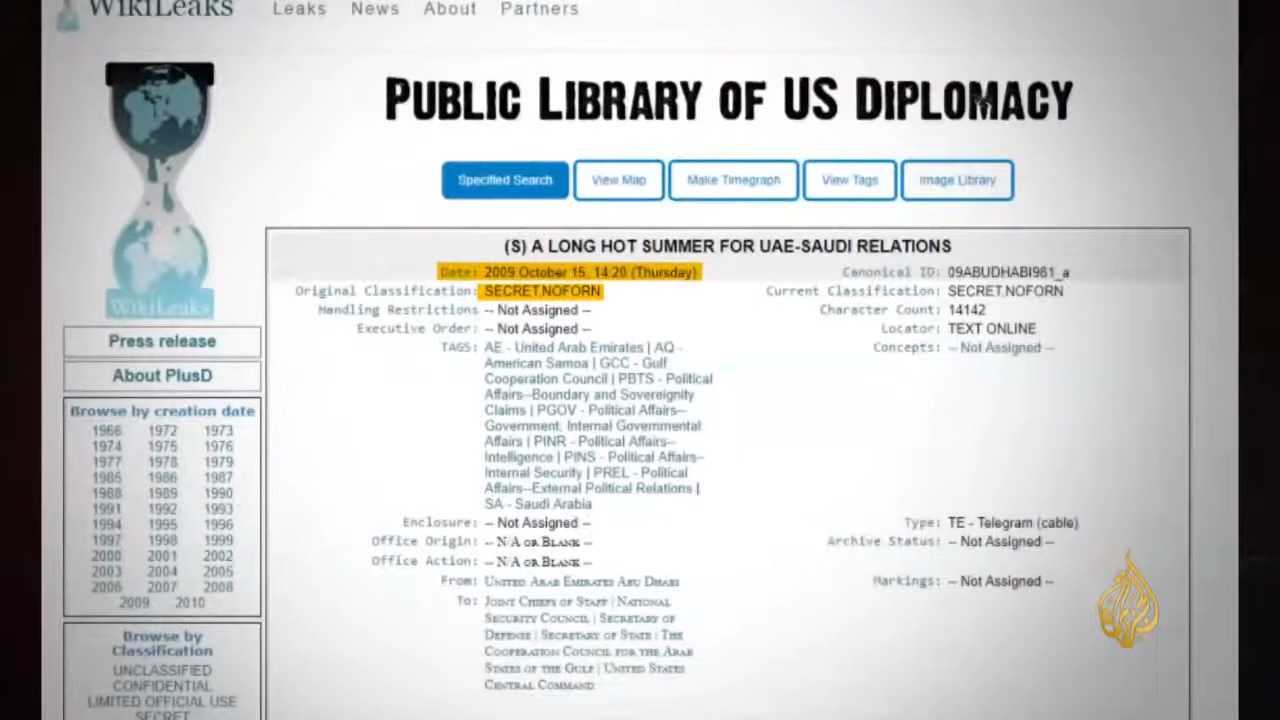 WikiLeaks
Leaks News About Partners
PUBLIC LIBRARY OF US DIPLOMACY
Specified Search
View Map
Make Timegraph
View Tags
Image Library
WikiLeaks
Press release
About PlusD
Browse by creation date
1966 1972 1973
1974 1975 1976
1977 1978 1979
1985 1986 1987
1988 1989 1990
1991 1992 1993
1994 1995 1996
1997 1998 1999
2000 2001 2002
2003 2004 2005
2006 2007 2008
2009 2010
Browse by
Classification
UNCLASSIFIED
CONFIDENTIAL
LIMITED OFFICIAL USE
SECRET
(S) A LONG HOT SUMMER FOR UAE-SAUDI RELATIONS
Date: 2009 October 15, 14:20 (Thursday)
Canonical ID: 09ABUDHABI981_a
Original Classification: SECRET,NOFORN
Current Classification: SECRET,NOFORN
Handling Restrictions -- Not Assigned --
Character Count: 14142
Executive Order: -- Not Assigned --
Locator: TEXT ONLINE
TAGS: AE - United Arab Emirates | AQ -
American Samoa | GCC - Gulf
Cooperation Council | PBTS - Political
Affairs--Boundary and Sovereignity
Claims | PGOV - Political Affairs--
Government; Internal Governmental
Affairs | PINR - Political Affairs--
Intelligence | PINS - Political Affairs--
Internal Security | PREL - Political
Affairs--External Political Relations |
SA - Saudi Arabia
Concepts: -- Not Assigned --
Enclosure: -- Not Assigned --
Type: TE - Telegram (cable)
Office Origin: -- N/A OR BLANK --
Archive Status: -- Not Assigned --
Office Action: -- N/A OR BLANK --
From: UNITED ARAB EMIRATES ABU DHABI
Markings: -- Not Assigned --
To: JOINT CHIEFS OF STAFF | NATIONAL
SECURITY COUNCIL | SECRETARY OF
DEFENSE | SECRETARY OF STATE | THE
COOPERATION COUNCIL FOR THE ARAB
STATES OF THE GULF | UNITED STATES
CENTRAL COMMAND
الجزيرة